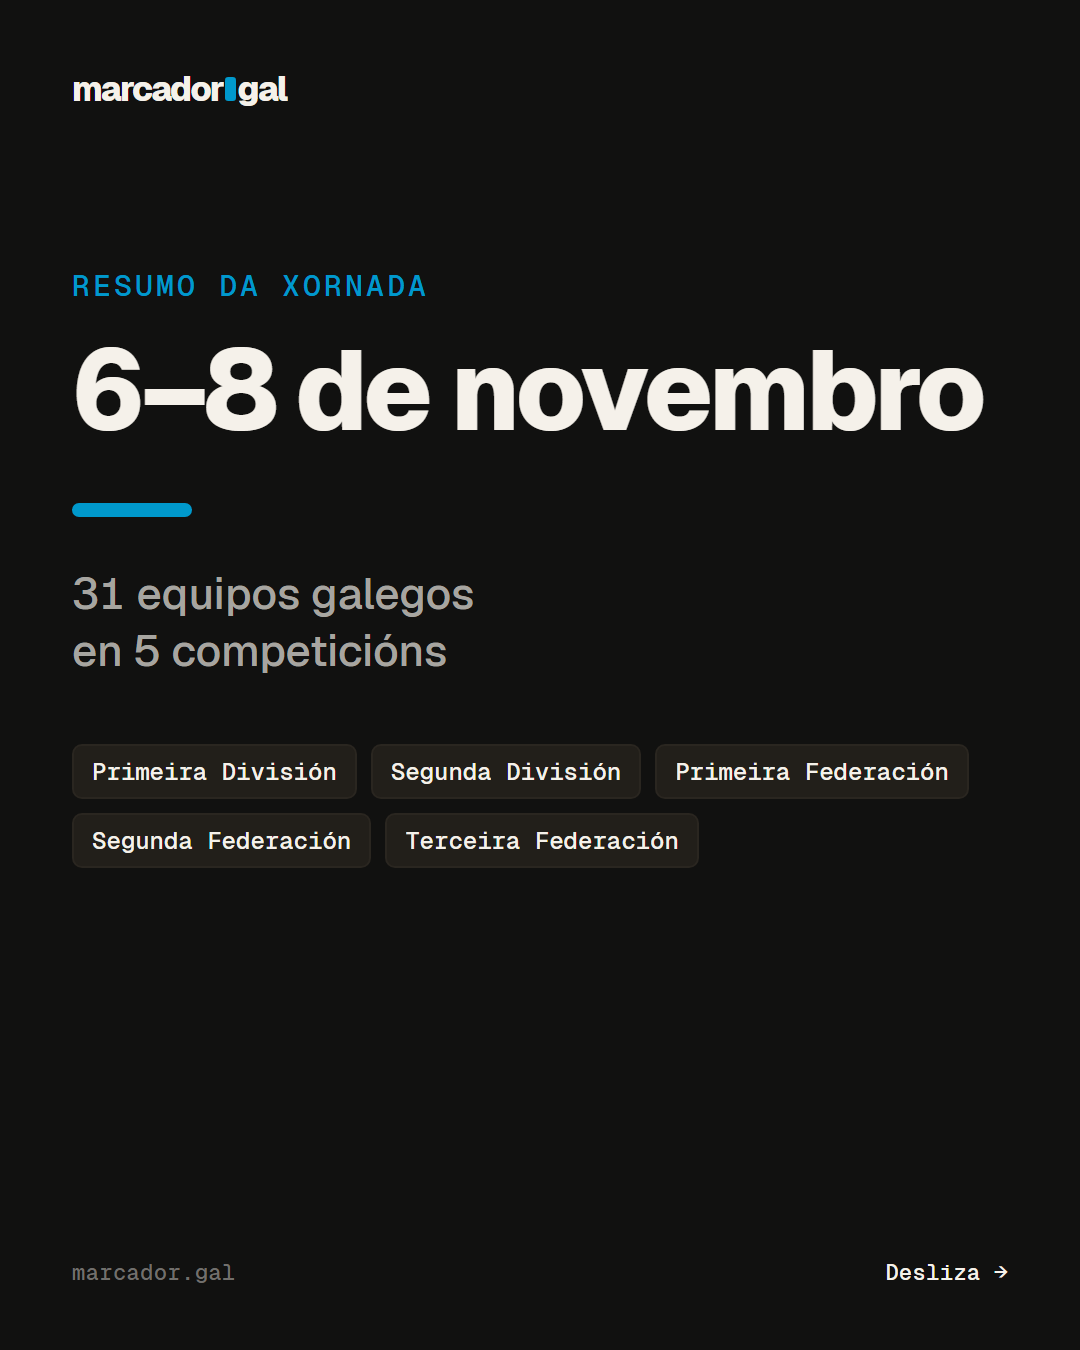 marcador gal
RESUMO DA XORNADA
6–8 de novembro
31 equipos galegos
en 5 competicións
Primeira División Segunda División Primeira Federación
Segunda Federación Terceira Federación
marcador.gal Desliza →